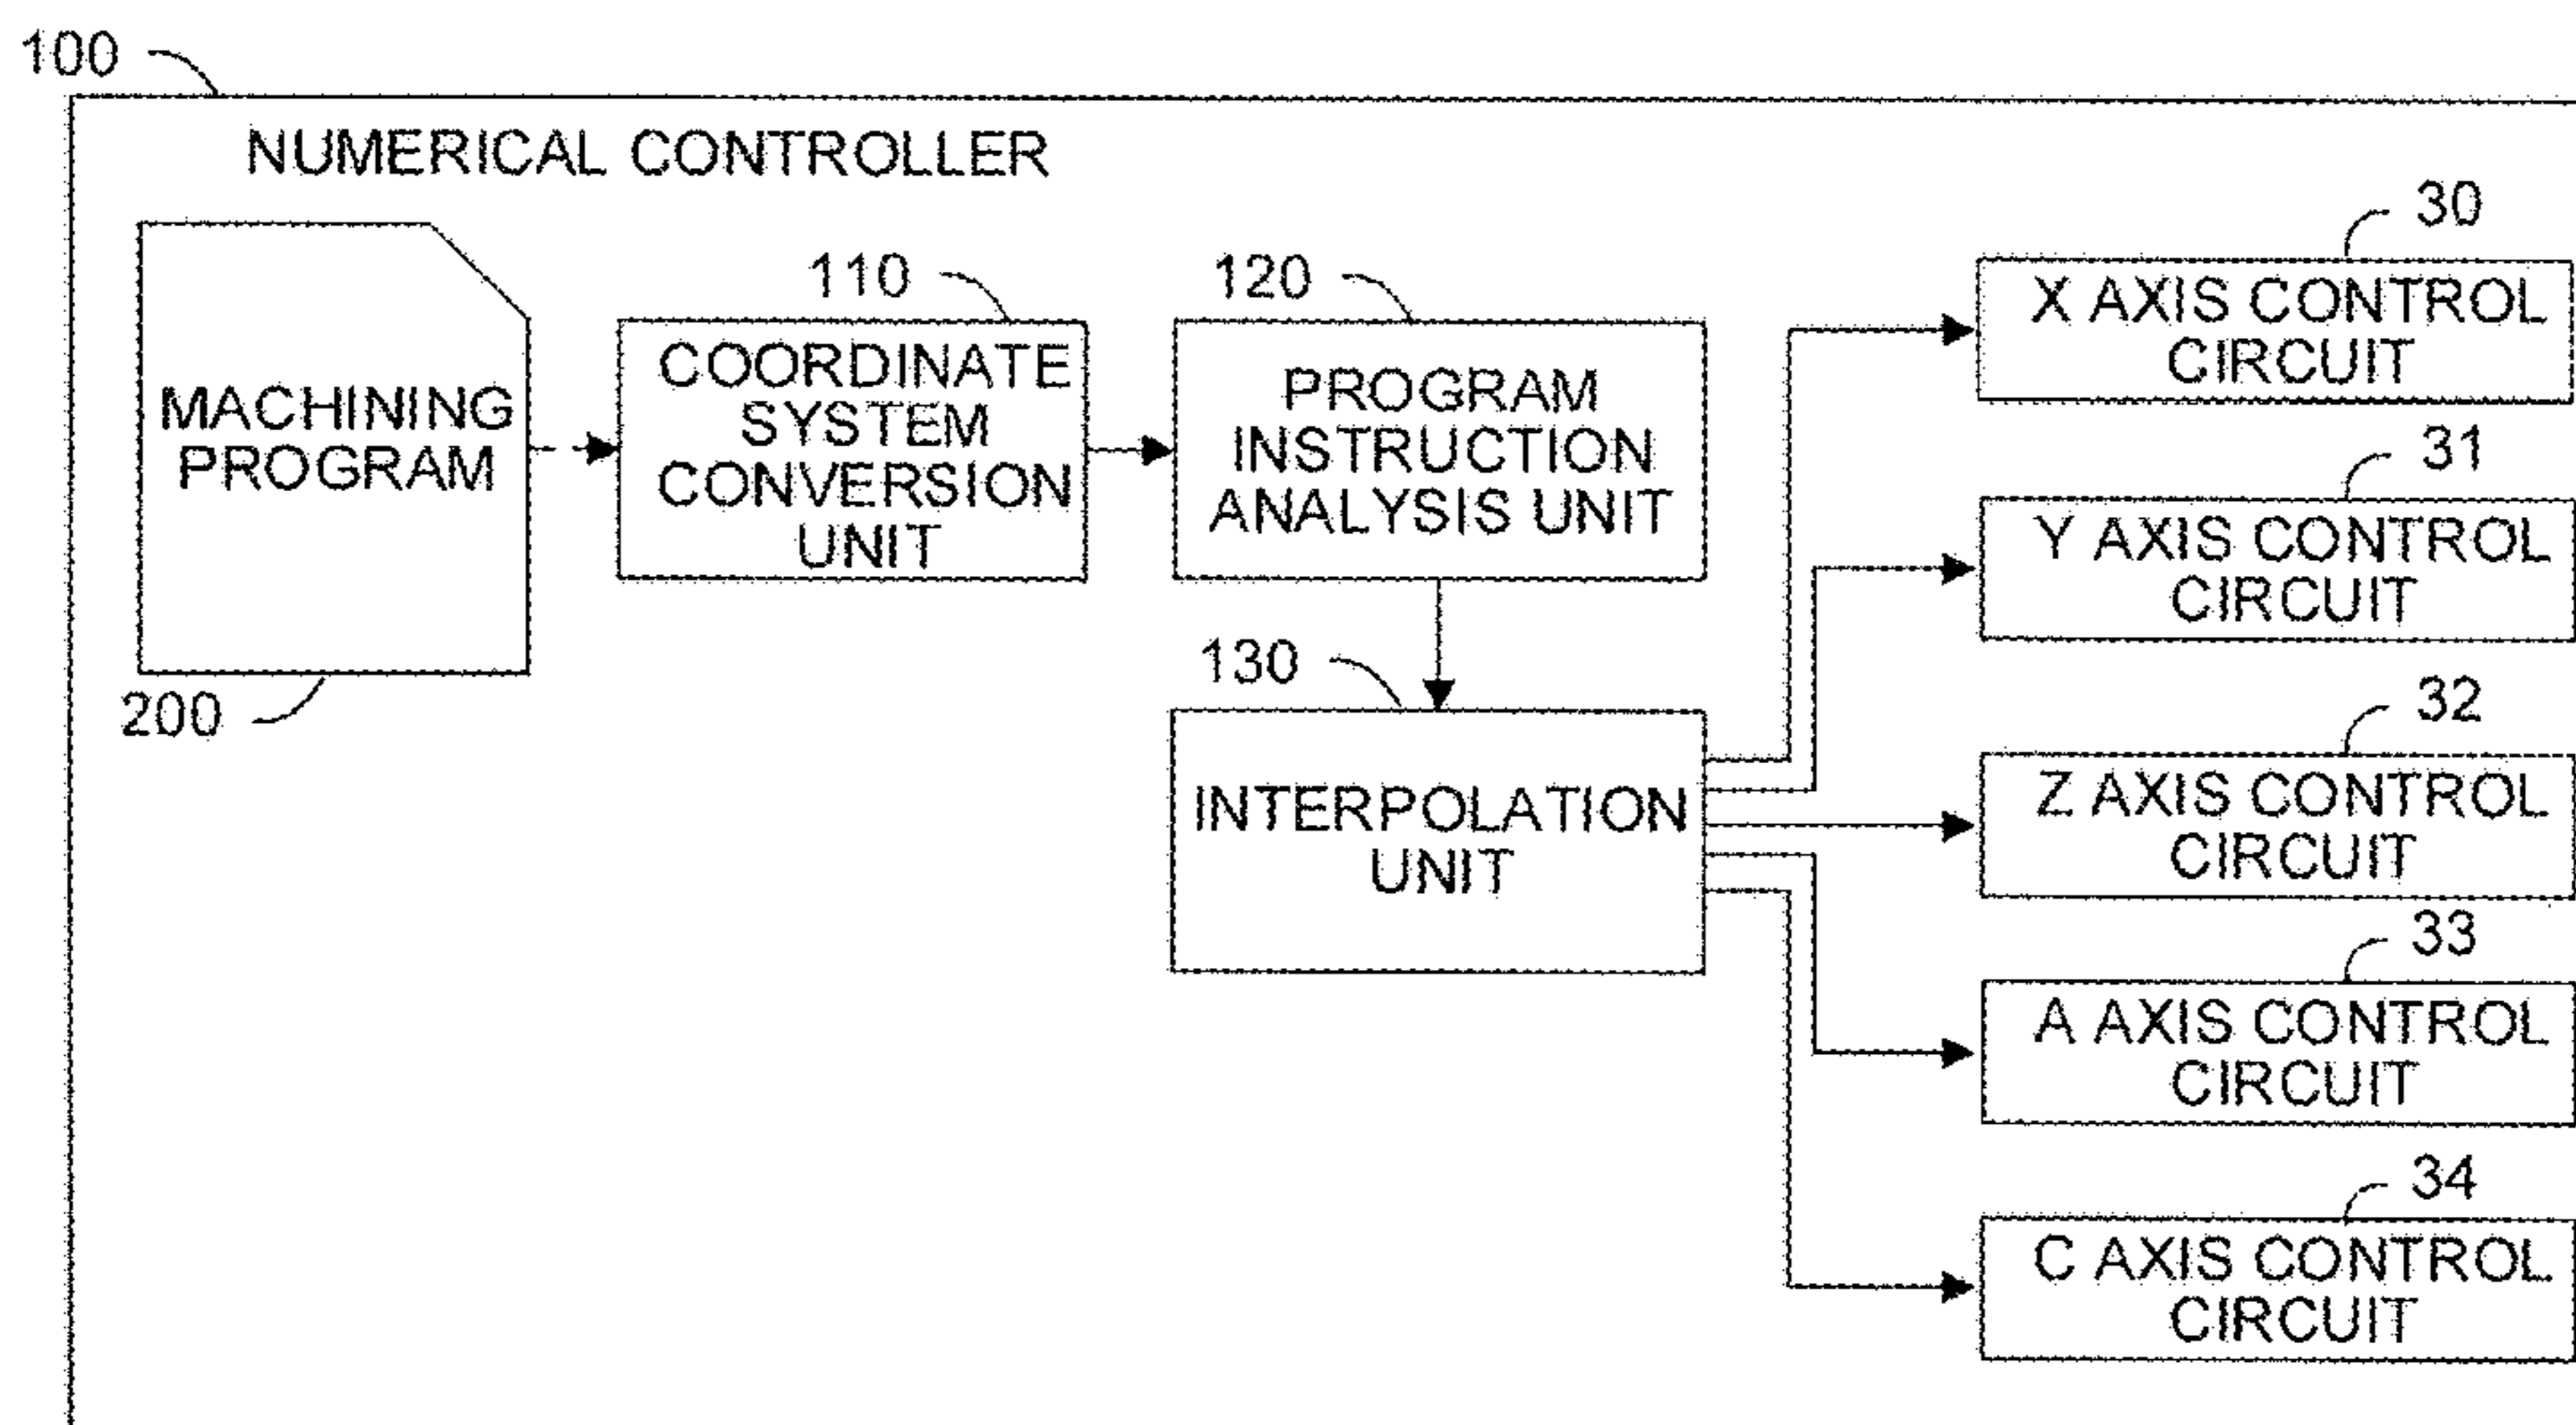 100
NUMERICAL CONTROLLER
MACHINING
PROGRAM
200
110
COORDINATE
SYSTEM
CONVERSION
UNIT
120
PROGRAM
INSTRUCTION
ANALYSIS UNIT
130
INTERPOLATION
UNIT
30
X AXIS CONTROL
CIRCUIT
31
Y AXIS CONTROL
CIRCUIT
32
Z AXIS CONTROL
CIRCUIT
33
A AXIS CONTROL
CIRCUIT
34
C AXIS CONTROL
CIRCUIT